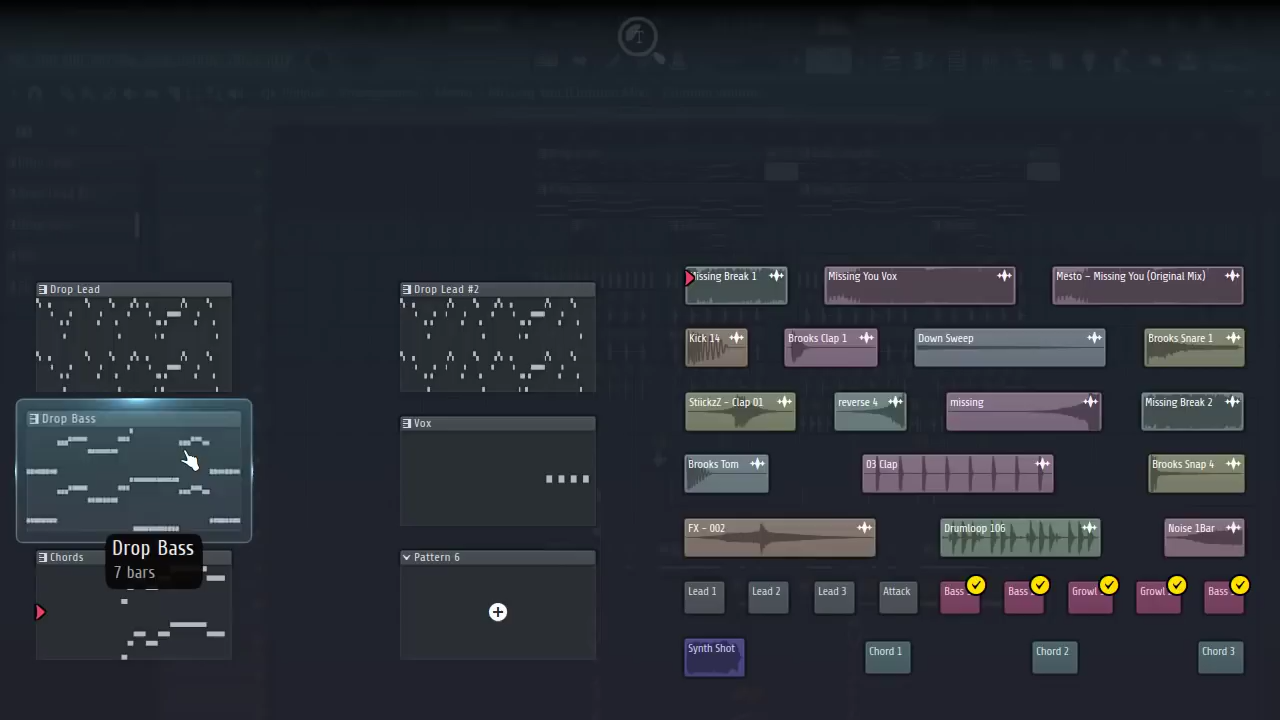 T
Drop Lead
Drop Lead #2
Drop Bass
Vox
Drop Bass
7 bars
Chords
Pattern 6
Missing Break 1
Missing You Vox
Mesto – Missing You (Original Mix)
Kick 14
Brooks Clap 1
Down Sweep
Brooks Snare 1
StiickzZ - Clap 01
reverse 4
missing
Missing Break 2
Brooks Tom
03 Clap
Brooks Snap 4
FX - 002
Drumloop 106
Noise 1Bar
Lead 1
Lead 2
Lead 3
Attack
Bass
Bass
Growl
Growl
Bass
Synth Shot
Chord 1
Chord 2
Chord 3